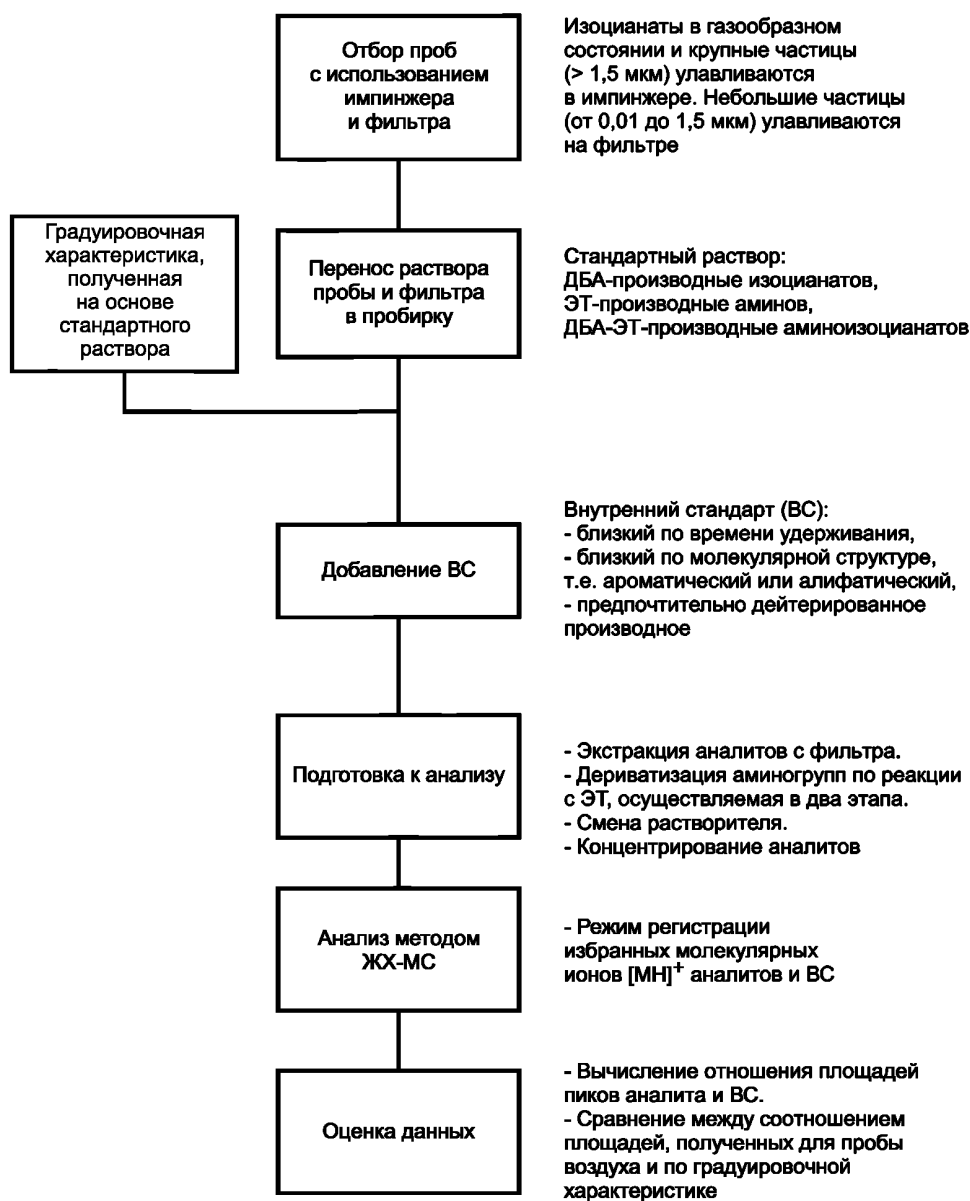 Отбор проб
с использованием
импинжера
и фильтра
Изоцианаты в газообразном
состоянии и крупные частицы
(> 1,5 мкм) улавливаются
в импинжере. Небольшие частицы
(от 0,01 до 1,5 мкм) улавливаются
на фильтре
Градуировочная
характеристика,
полученная
на основе
стандартного
раствора
Перенос раствора
пробы и фильтра
в пробирку
Стандартный раствор:
ДБА-производные изоцианатов,
ЭТ-производные аминов,
ДБА-ЭТ-производные аминоизоцианатов
Добавление ВС
Внутренний стандарт (ВС):
- близкий по времени удерживания,
- близкий по молекулярной структуре,
т.е. ароматический или алифатический,
- предпочтительно дейтерированное
производное
Подготовка к анализу
- Экстракция аналитов с фильтра.
- Дериватизация аминогрупп по реакции
с ЭТ, осуществляемая в два этапа.
- Смена растворителя.
- Концентрирование аналитов
Анализ методом
ЖХ-МС
- Режим регистрации
избранных молекулярных
ионов [МН]⁺ аналитов и ВС
Оценка данных
- Вычисление отношения площадей
пиков аналита и ВС.
- Сравнение между соотношением
площадей, полученных для пробы
воздуха и по градуировочной
характеристике